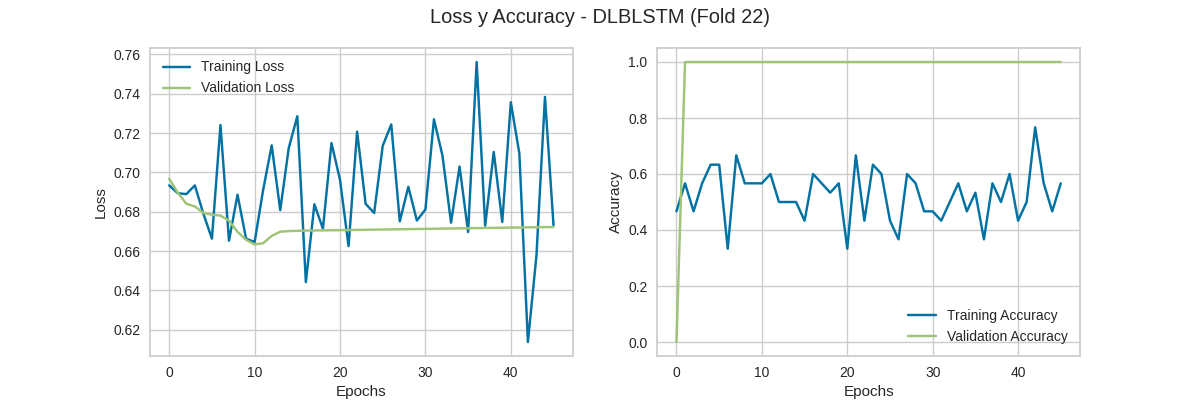 Loss y Accuracy - DLBLSTM (Fold 22)
0.76
0.74
0.72
0.70
0.68
0.66
0.64
0.62
Loss
Training Loss
Validation Loss
0 10 20 30 40
Epochs
1.0
0.8
0.6
0.4
0.2
0.0
Accuracy
Training Accuracy
Validation Accuracy
0 10 20 30 40
Epochs